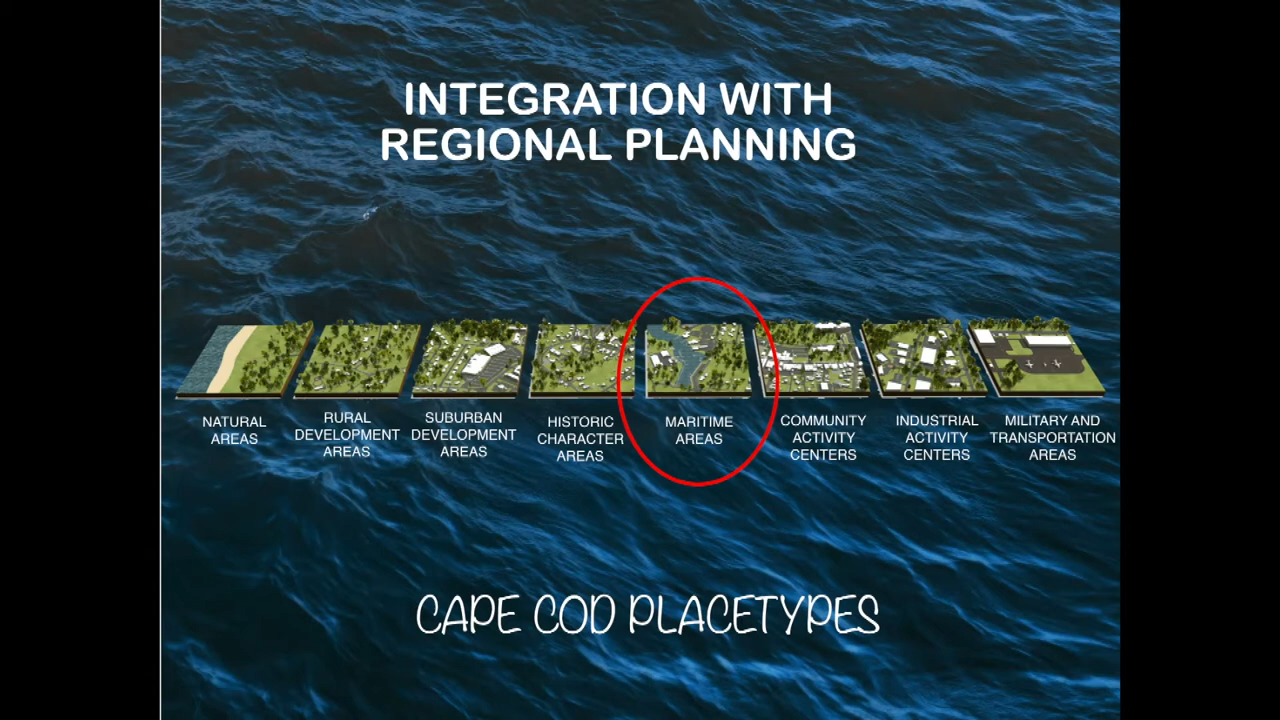 INTEGRATION WITH
REGIONAL PLANNING
NATURAL
AREAS
RURAL
DEVELOPMENT
AREAS
SUBURBAN
DEVELOPMENT
AREAS
HISTORIC
CHARACTER
AREAS
MARITIME
AREAS
COMMUNITY
ACTIVITY
CENTERS
INDUSTRIAL
ACTIVITY
CENTERS
MILITARY AND
TRANSPORTATION
AREAS
CAPE COD PLACETYPES